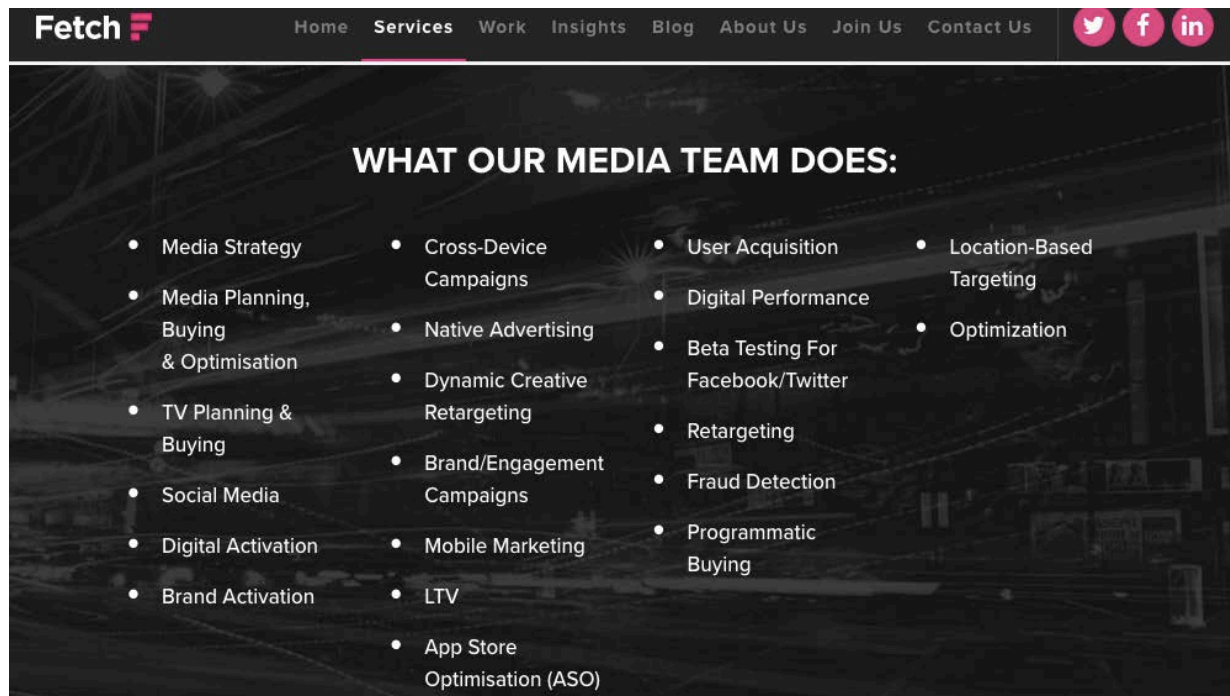 Fetch
Home Services Work Insights Blog About Us Join Us Contact Us
WHAT OUR MEDIA TEAM DOES:
• Media Strategy
• Media Planning,
Buying
& Optimisation
• TV Planning &
Buying
• Social Media
• Digital Activation
• Brand Activation
• Cross-Device
Campaigns
• Native Advertising
• Dynamic Creative
Retargeting
• Brand/Engagement
Campaigns
• Mobile Marketing
• LTV
• App Store
Optimisation (ASO)
• User Acquisition
• Digital Performance
• Beta Testing For
Facebook/Twitter
• Retargeting
• Fraud Detection
• Programmatic
Buying
• Location-Based
Targeting
• Optimization